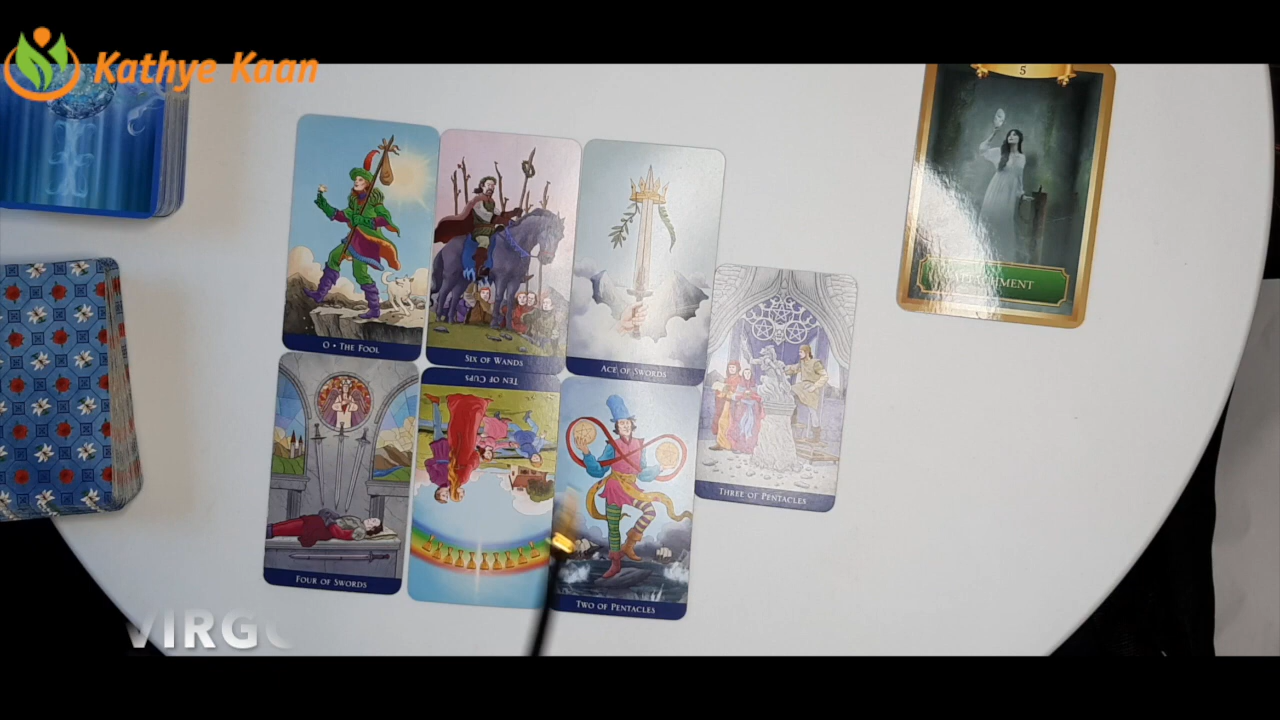 Kathye Kaan
5
0 • THE FOOL
SIX OF WANDS
ACE OF SWORDS
TEN OF CUPS
THREE OF PENTACLES
FOUR OF SWORDS
TWO OF PENTACLES
VIRGO